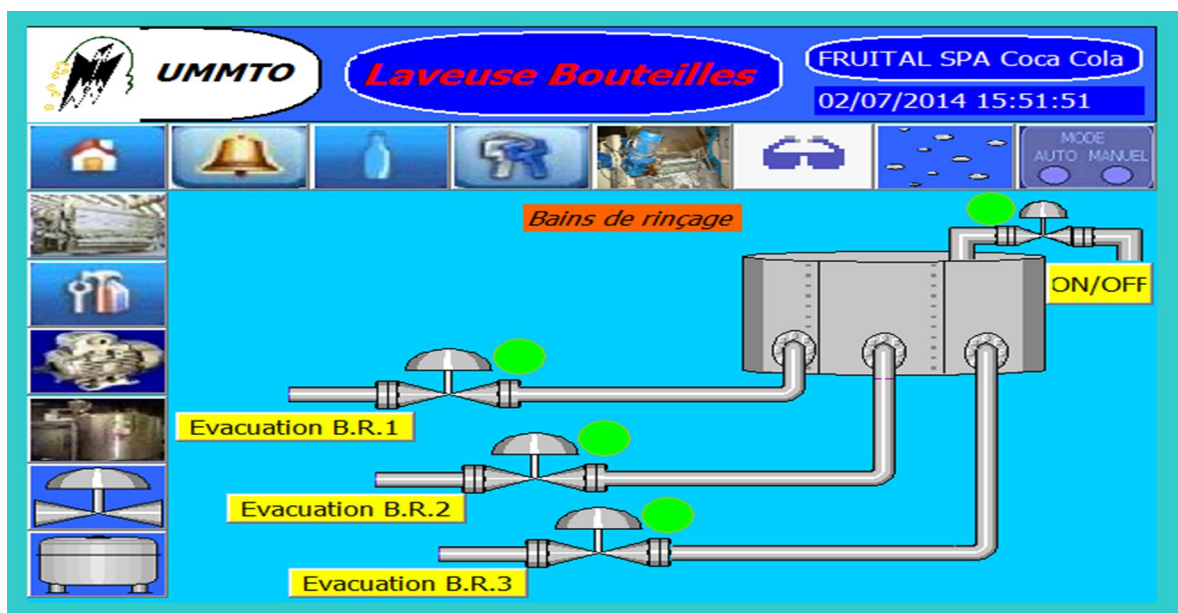 UMMTO
Laveuse Bouteilles
FRUITAL SPA Coca Cola
02/07/2014 15:51:51
MODE
AUTO MANUEL
Bains de rinçage
ON/OFF
Evacuation B.R.1
Evacuation B.R.2
Evacuation B.R.3